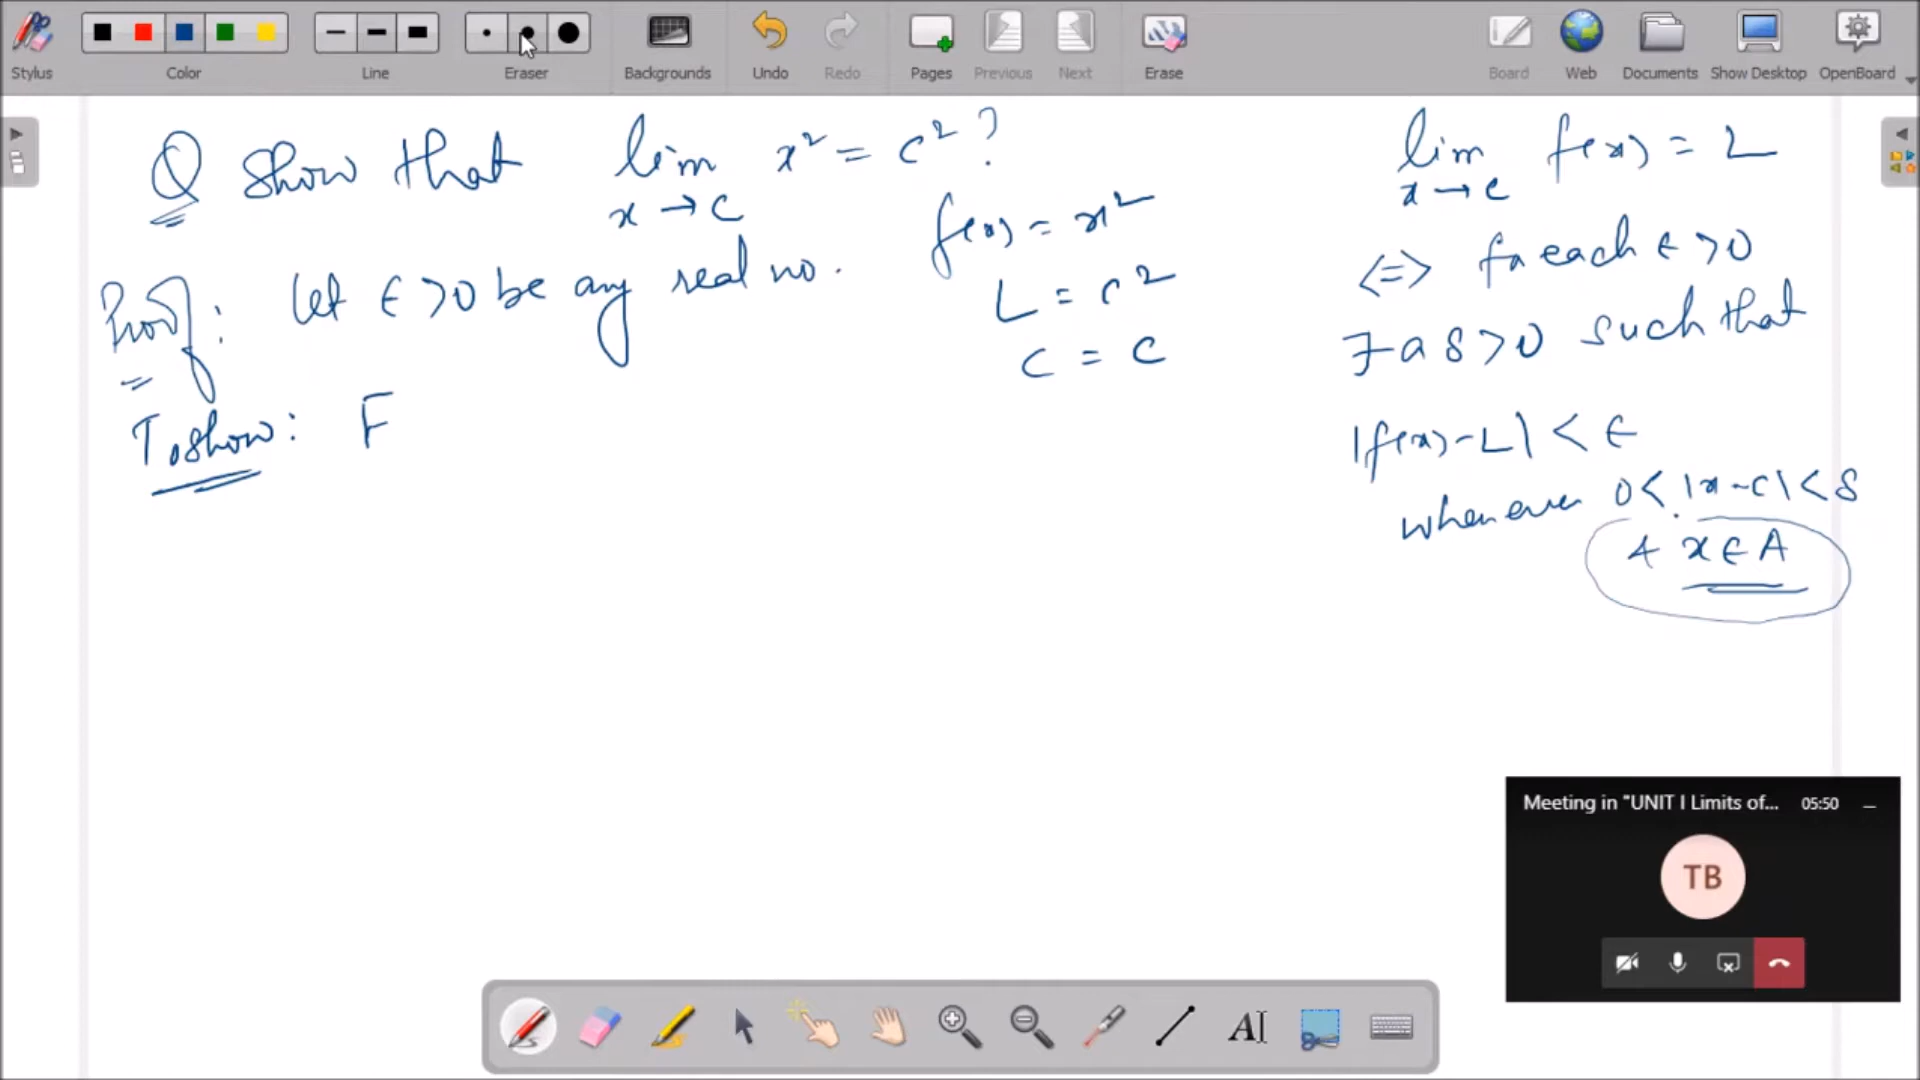 Stylus Color Line Eraser Backgrounds Undo Redo Pages Previous Next Erase Board Web Documents Show Desktop OpenBoard
Q Show that lim x² = c² ?
x → c
f(x) = x²
L = c²
c = c
Proof : let ϵ > 0 be any real no.
To show : F
lim f(x) = L
x → c
<=> for each ϵ > 0
∃ a δ > 0 such that
|f(x) - L| < ϵ
whenever 0 < |x - c| < δ
& x ∈ A
Meeting in "UNIT I Limits of... 05:50
TB
AI